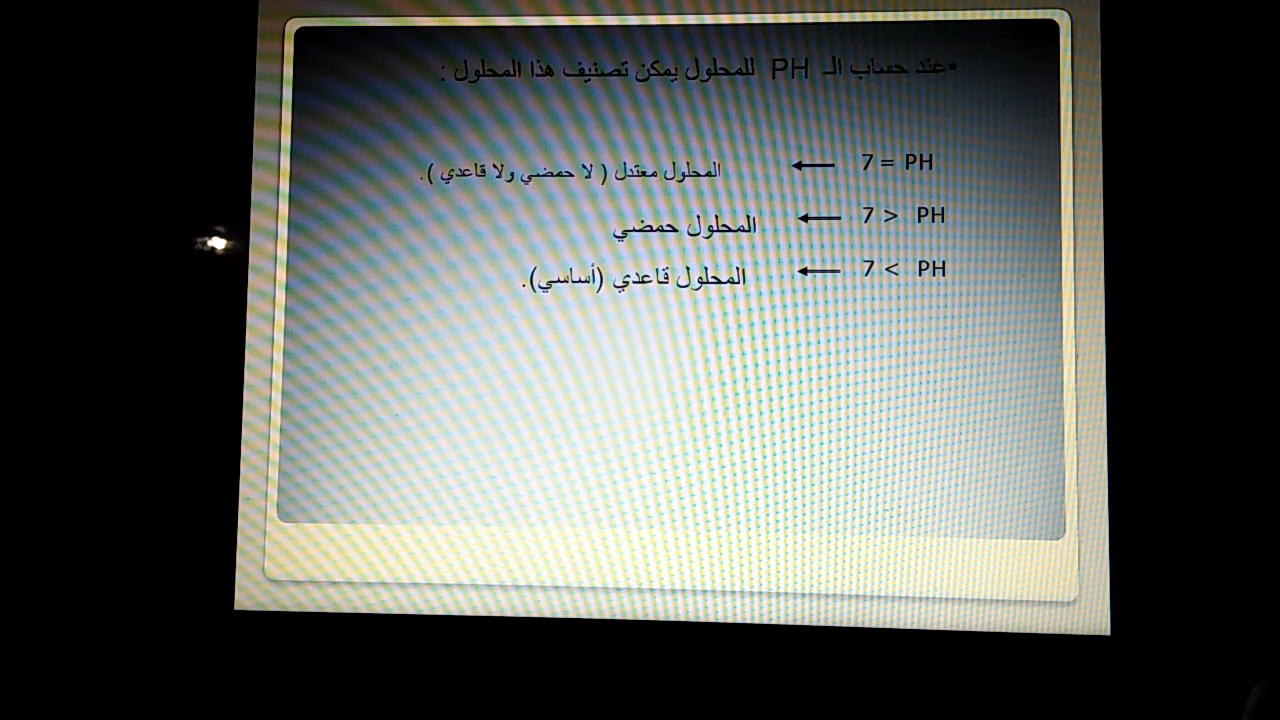 •عند حساب الـ PH للمحلول يمكن تصنيف هذا المحلول :
7 = PH ← المحلول معتدل ( لا حمضي ولا قاعدي ).
7 > PH ← المحلول حمضي
7 < PH ← المحلول قاعدي (أساسي).